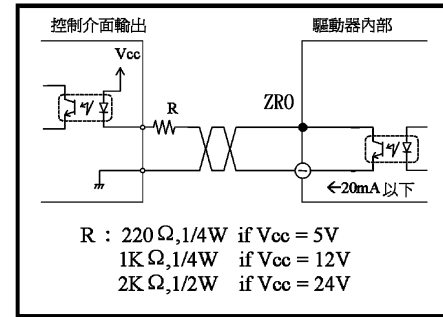 控制介面輸出 驅動器內部
Vcc
R
ZRO
←20mA 以下
R : 220 Ω,1/4W if Vcc = 5V
1K Ω,1/4W if Vcc = 12V
2K Ω,1/2W if Vcc = 24V